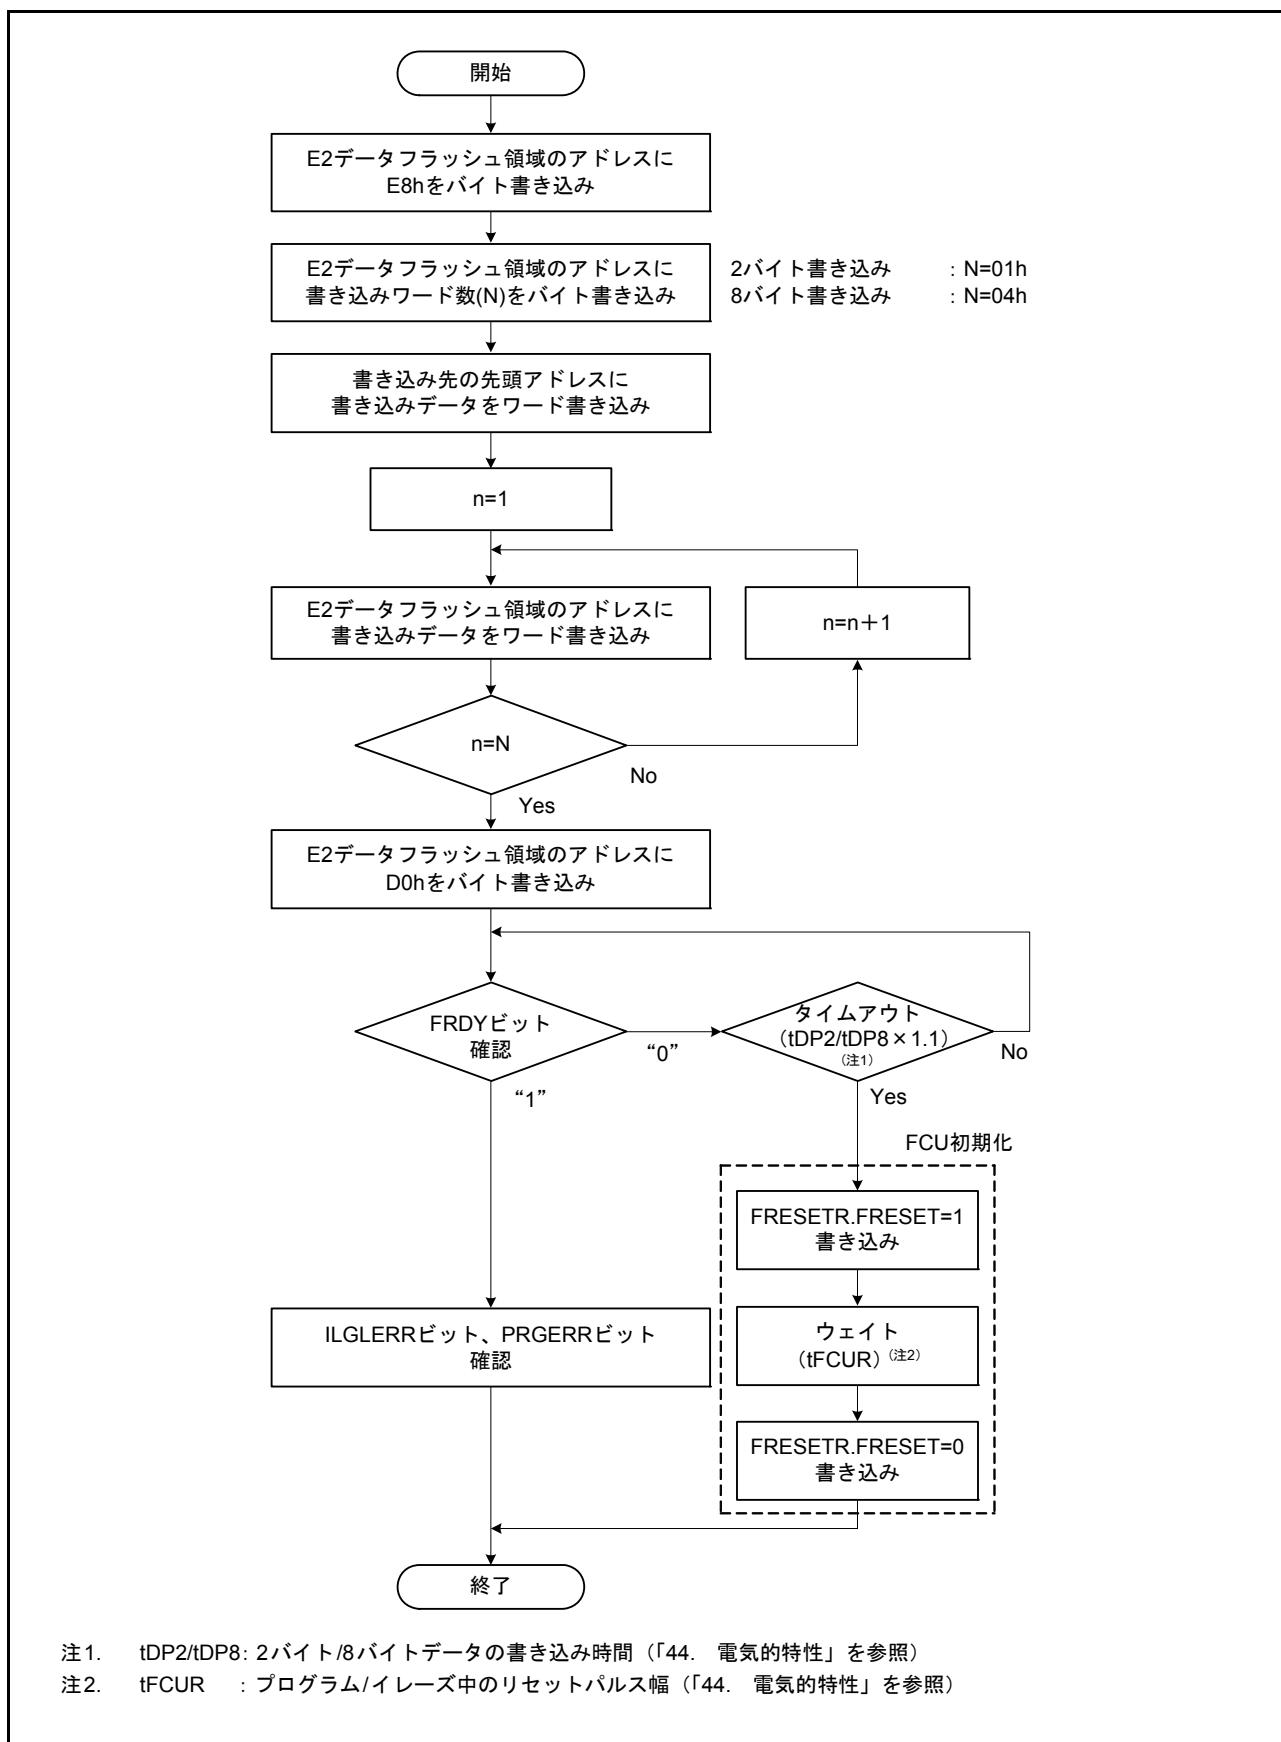 開始
E2データフラッシュ領域のアドレスに
E8hをバイト書き込み
E2データフラッシュ領域のアドレスに
書き込みワード数(N)をバイト書き込み
2バイト書き込み : N=01h
8バイト書き込み : N=04h
書き込み先の先頭アドレスに
書き込みデータをワード書き込み
n=1
E2データフラッシュ領域のアドレスに
書き込みデータをワード書き込み
n=n+1
n=N
No
Yes
E2データフラッシュ領域のアドレスに
D0hをバイト書き込み
FRDYビット
確認
“0”
“1”
タイムアウト
(tDP2/tDP8×1.1)
(注1)
No
Yes
FCU初期化
FRESETR.FRESET=1
書き込み
ウェイト
(tFCUR)(注2)
FRESETR.FRESET=0
書き込み
ILGLERRビット、PRGERRビット
確認
終了
注1. tDP2/tDP8: 2バイト/8バイトデータの書き込み時間(「44. 電気的特性」を参照)
注2. tFCUR : プログラム/イレーズ中のリセットパルス幅(「44. 電気的特性」を参照)